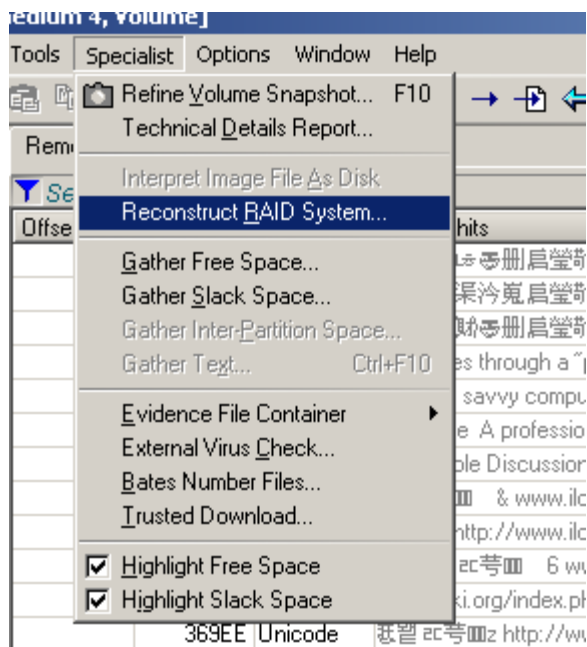 edium 4, Volume]
Tools Specialist Options Window Help
Refine Volume Snapshot... F10
Technical Details Report...
Interpret Image File As Disk
Reconstruct RAID System...
Gather Free Space...
Gather Slack Space...
Gather Inter-Partition Space...
Gather Text... Ctrl+F10
Evidence File Container
External Virus Check...
Bates Number Files...
Trusted Download...
Highlight Free Space
Highlight Slack Space
Rem
Se
Offse
hits
es through a "p
savvy compu
e A professio
ble Discussion
& www.ilo
http://www.ilo
6 wu
ki.org/index.ph
369EE Unicode
z http://wu